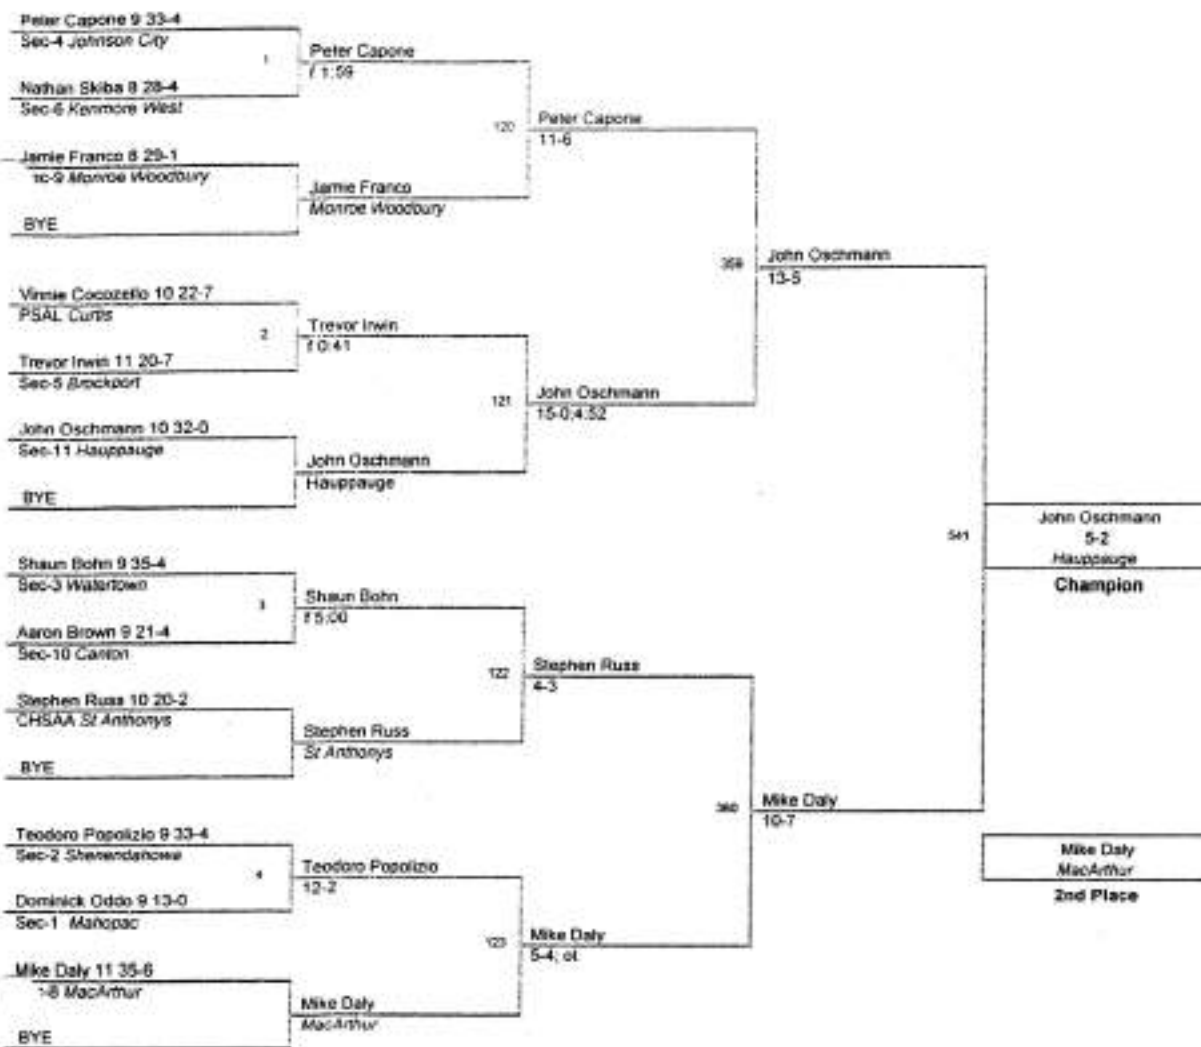 Peter Capone 9 33-4
Sec-4 Johnson City
1
Peter Capone
f 1:59
Nathan Skiba 8 28-4
Sec-6 Kenmore West
120
Peter Capone
11-6
Jamie Franco 8 29-1
Monroe Woodbury
Jamie Franco
Monroe Woodbury
BYE
359
John Oschmann
13-5
Vinnie Cocozello 10 22-7
PSAL Curtis
2
Trevor Irwin
f 0:41
Trevor Irwin 11 20-7
Sec-5 Brockport
121
John Oschmann
15-0;4:52
John Oschmann 10 32-0
Sec-11 Hauppauge
John Oschmann
Hauppauge
BYE
541
John Oschmann
5-2
Hauppauge
Champion
Shaun Bohn 9 35-4
Sec-3 Watertown
3
Shaun Bohn
f 5:00
Aaron Brown 9 21-4
Sec-10 Canton
122
Stephen Russ
4-3
Stephen Russ 10 20-2
CHSAA St Anthonys
Stephen Russ
St Anthonys
BYE
360
Mike Daly
10-7
Teodoro Popolizio 9 33-4
Sec-2 Shenendahowa
4
Teodoro Popolizio
12-2
Mike Daly
MacArthur
2nd Place
Dominick Oddo 9 13-0
Sec-1 Mahopac
123
Mike Daly
5-4; ot
Mike Daly 11 35-6
-8 MacArthur
Mike Daly
MacArthur
BYE